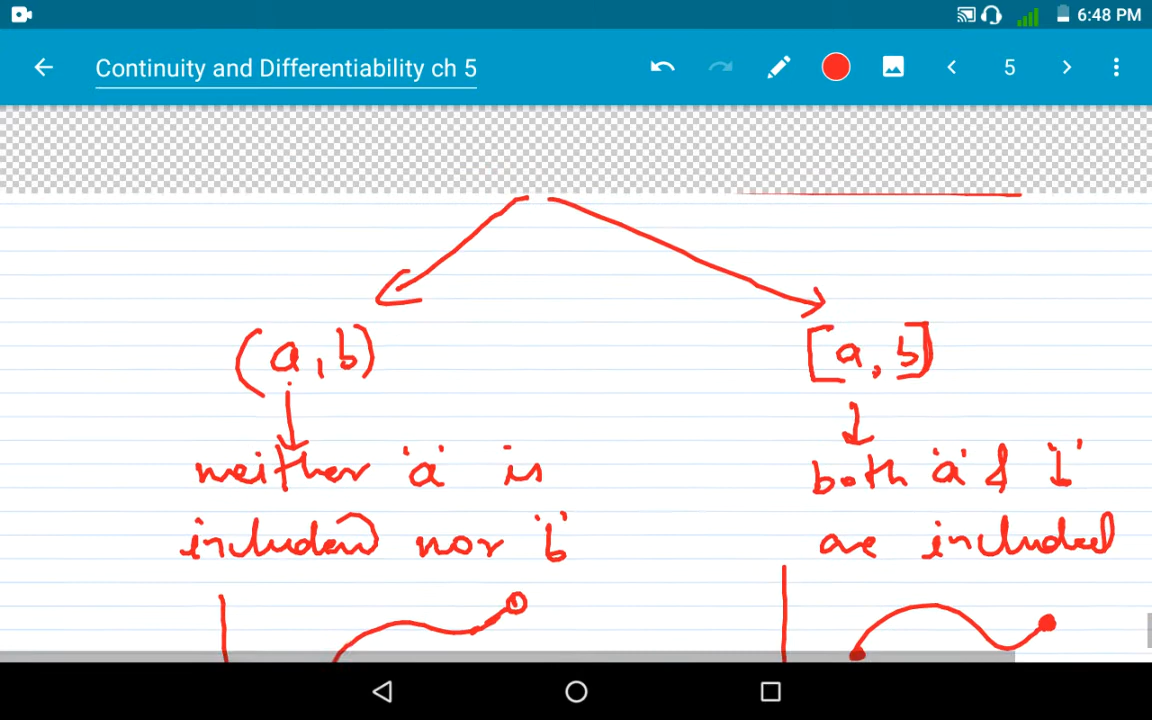 6:48 PM
Continuity and Differentiability ch 5
5
(a, b)
[a, b]
neither 'a' is
included nor 'b'
both 'a' & 'b'
are included